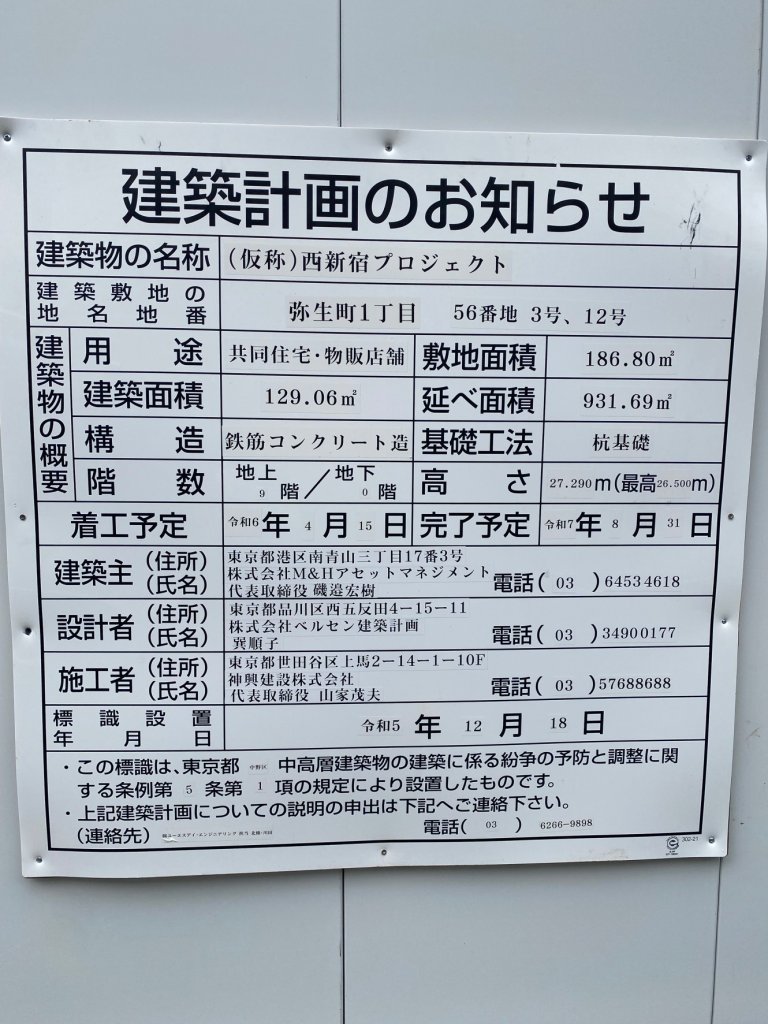 建築計画のお知らせ
建築物の名称 (仮称)西新宿プロジェクト
建築敷地の地名地番 弥生町1丁目 56番地 3号、12号
建築物の概要
用途 共同住宅・物販店舗 敷地面積 186.80㎡
建築面積 129.06㎡ 延べ面積 931.69㎡
構造 鉄筋コンクリート造 基礎工法 杭基礎
階数 地上9階/地下0階 高さ 27.290m(最高26.500m)
着工予定 令和6年4月15日 完了予定 令和7年8月31日
建築主 (住所) 東京都港区南青山三丁目17番3号
(氏名) 株式会社M&Hアセットマネジメント
代表取締役 磯邉宏樹 電話(03)64534618
設計者 (住所) 東京都品川区西五反田4-15-11
(氏名) 株式会社ベルセン建築計画
巽順子 電話(03)34900177
施工者 (住所) 東京都世田谷区上馬2-14-1-10F
(氏名) 神興建設株式会社
代表取締役 山家茂夫 電話(03)57688688
標識設置年月日 令和5年12月18日
・この標識は、東京都中野区中高層建築物の建築に係る紛争の予防と調整に関
する条例第5条第1項の規定により設置したものです。
・上記建築計画についての説明の申出は下記へご連絡下さい。
(連絡先) 電話(03)6266-9898
302-21